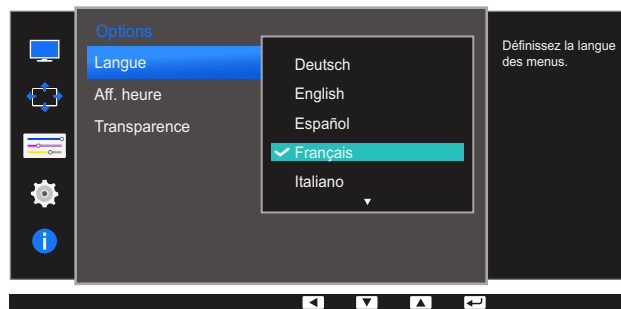 Options
Langue
Aff. heure
Transparence
Deutsch
English
Español
Français
Italiano
Définissez la langue
des menus.